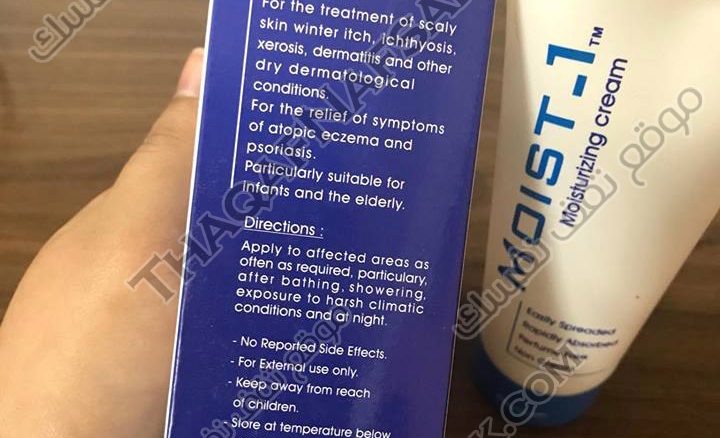 For the treatment of scaly
skin winter itch, ichthyosis,
xerosis, dermatitis and other
dry dermatological
conditions.
For the relief of symptoms
of atopic eczema and
psoriasis.
Particularly suitable for
infants and the elderly.
Directions :
Apply to affected areas as
often as required, particulary,
after bathing, showering,
exposure to harsh climatic
conditions and at night.
- No Reported Side Effects.
- For External use only.
- Keep away from reach
of children.
- Store at temperature below
MOIST-1™
Moisturizing cream
Easily Spreaded
Rapidly Absorbed
موقع ثقف نفسك